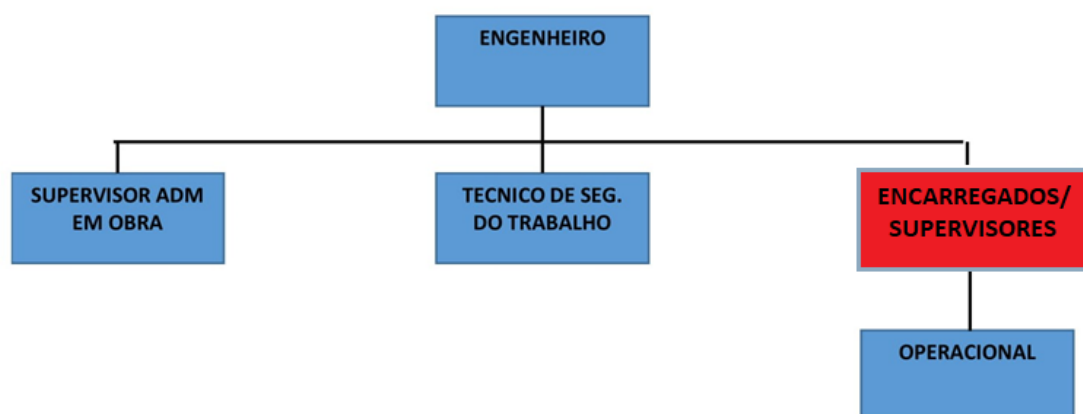 ENGENHEIRO
SUPERVISOR ADM
EM OBRA
TECNICO DE SEG.
DO TRABALHO
ENCARREGADOS/
SUPERVISORES
OPERACIONAL